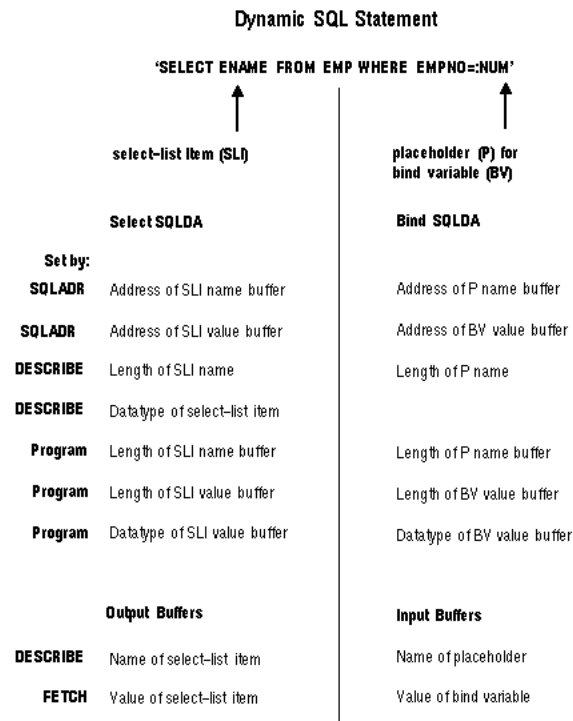 Dynamic SQL Statement
‘SELECT ENAME FROM EMP WHERE EMPNO=:NUM’
select–list Item (SLI)
placeholder (P) for
bind variable (BV)
Select SQLDA Bind SQLDA
Set by:
SQLADR Address of SLI name buffer Address of P name buffer
SQLADR Address of SLI value buffer Address of BV value buffer
DESCRIBE Length of SLI name Length of P name
DESCRIBE Datatype of select–list item
Program Length of SLI name buffer Length of P name buffer
Program Length of SLI value buffer Length of BV value buffer
Program Datatype of SLI value buffer Datatype of BV value buffer
Output Buffers Input Buffers
DESCRIBE Name of select–list item Name of placeholder
FETCH Value of select–list item Value of bind variable